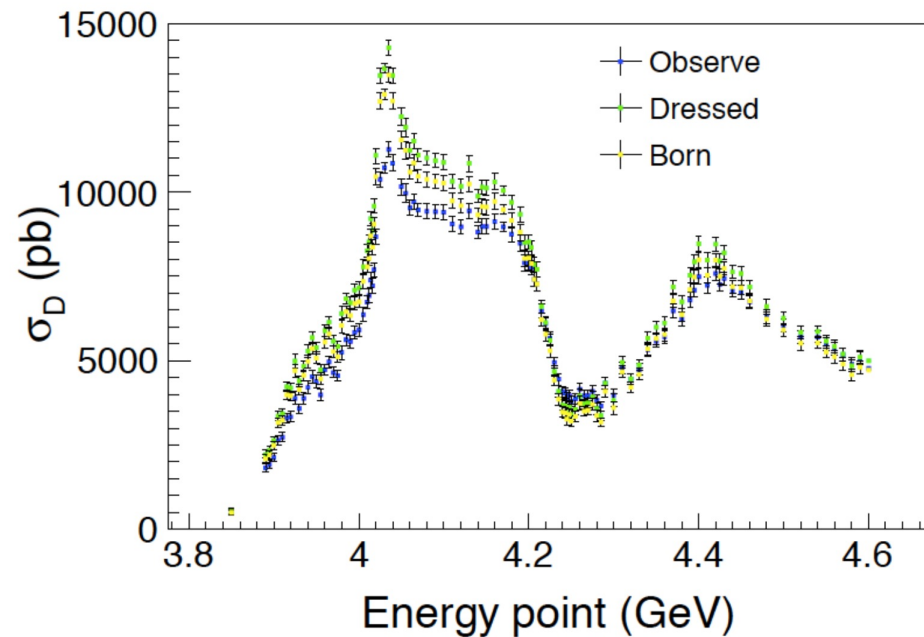 15000
10000
5000
0
σD (pb)
Observe
Dressed
Born
3.8 4 4.2 4.4 4.6
Energy point (GeV)